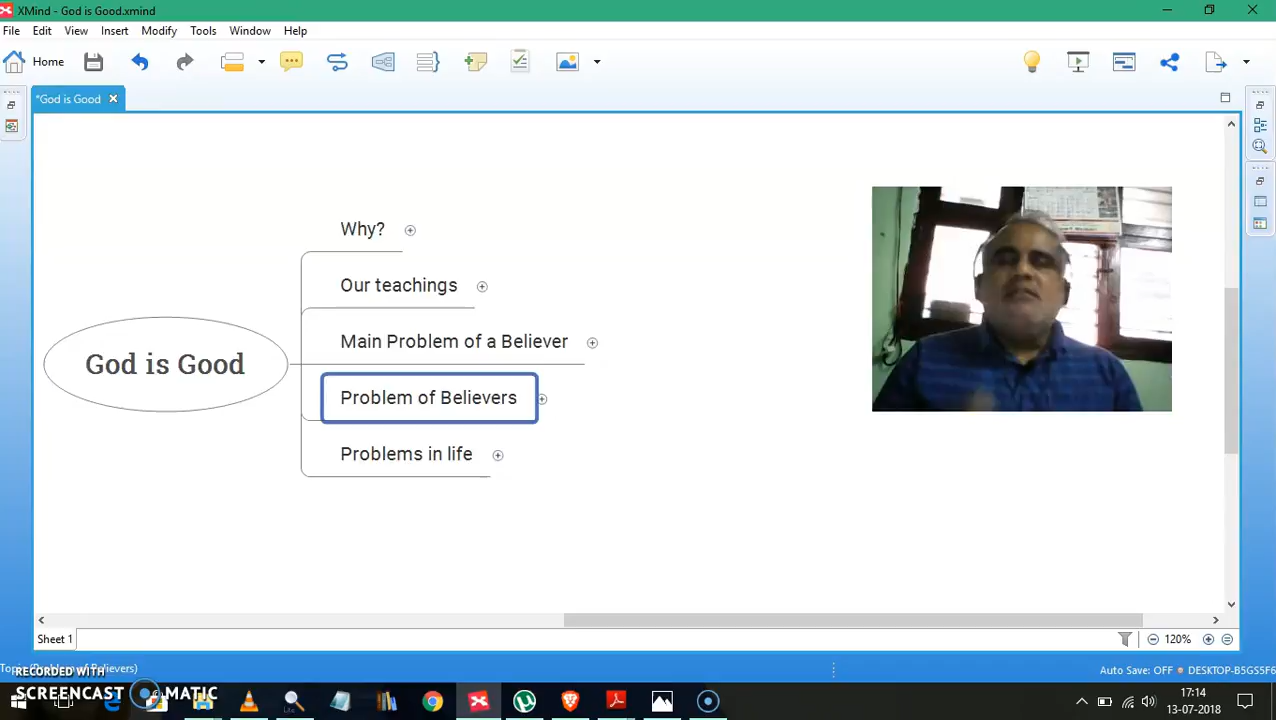 XMind - God is Good.xmind
File Edit View Insert Modify Tools Window Help
Home
*God is Good
Why?
Our teachings
Main Problem of a Believer
God is Good
Problem of Believers
Problems in life
Sheet 1
120%
Auto Save: OFF DESKTOP-B5GS5F6
RECORDED WITH
SCREENCAST MATIC
17:14
13-07-2018